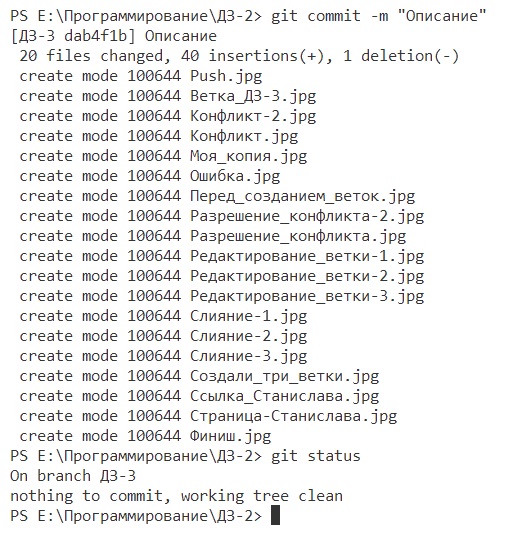 PS E:\Программирование\ДЗ-2> git commit -m "Описание"
[ДЗ-3 dab4f1b] Описание
 20 files changed, 40 insertions(+), 1 deletion(-)
 create mode 100644 Push.jpg
 create mode 100644 Ветка_ДЗ-3.jpg
 create mode 100644 Конфликт-2.jpg
 create mode 100644 Конфликт.jpg
 create mode 100644 Моя_копия.jpg
 create mode 100644 Ошибка.jpg
 create mode 100644 Перед_созданием_веток.jpg
 create mode 100644 Разрешение_конфликта-2.jpg
 create mode 100644 Разрешение_конфликта.jpg
 create mode 100644 Редактирование_ветки-1.jpg
 create mode 100644 Редактирование_ветки-2.jpg
 create mode 100644 Редактирование_ветки-3.jpg
 create mode 100644 Слияние-1.jpg
 create mode 100644 Слияние-2.jpg
 create mode 100644 Слияние-3.jpg
 create mode 100644 Создали_три_ветки.jpg
 create mode 100644 Ссылка_Станислава.jpg
 create mode 100644 Страница-Станислава.jpg
 create mode 100644 Финиш.jpg
PS E:\Программирование\ДЗ-2> git status
On branch ДЗ-3
nothing to commit, working tree clean
PS E:\Программирование\ДЗ-2>